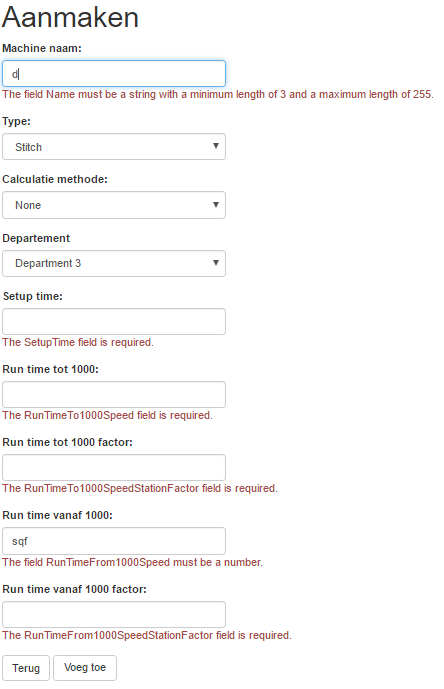 Aanmaken
Machine naam:
d
The field Name must be a string with a minimum length of 3 and a maximum length of 255.
Type:
Stitch
Calculatie methode:
None
Departement
Department 3
Setup time:
The SetupTime field is required.
Run time tot 1000:
The RunTimeTo1000Speed field is required.
Run time tot 1000 factor:
The RunTimeTo1000SpeedStationFactor field is required.
Run time vanaf 1000:
sqf
The field RunTimeFrom1000Speed must be a number.
Run time vanaf 1000 factor:
The RunTimeFrom1000SpeedStationFactor field is required.
Terug Voeg toe